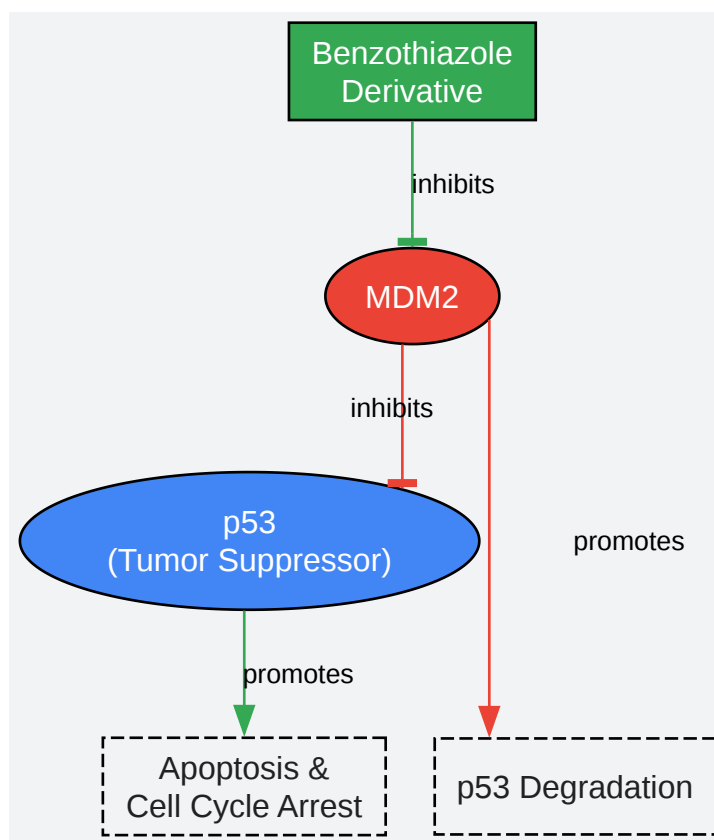 Benzothiazole
Derivative
inhibits
MDM2
inhibits
p53
(Tumor Suppressor)
promotes
promotes
Apoptosis &
Cell Cycle Arrest
p53 Degradation